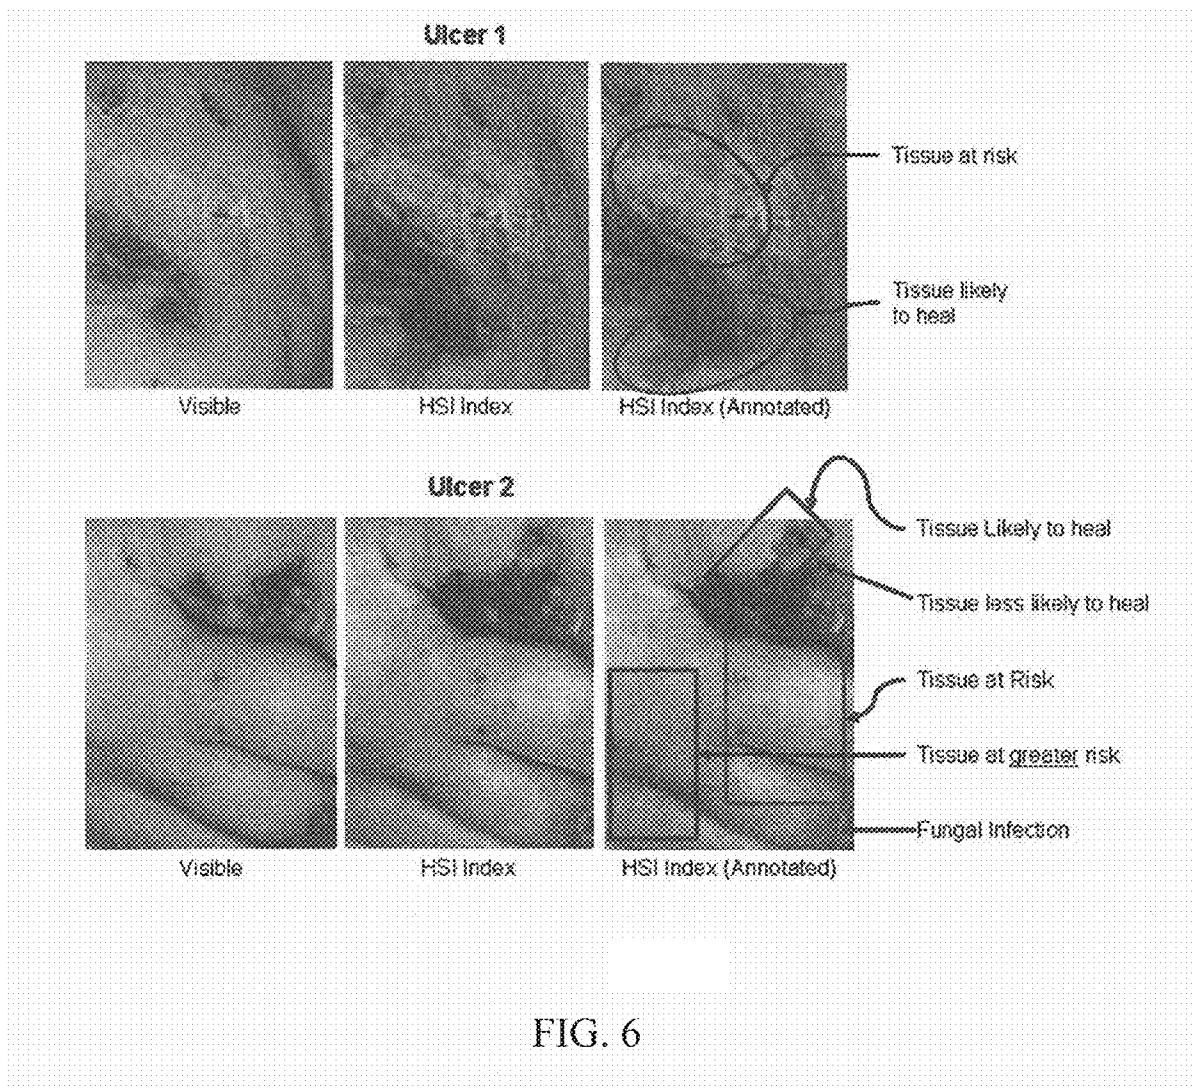 Ulcer 1
Tissue at risk
Tissue likely
to heal
Visible
HSI Index
HSI Index (Annotated)
Ulcer 2
Tissue Likely to heal
Tissue less likely to heal
Tissue at Risk
Tissue at greater risk
Fungal Infection
Visible
HSI Index
HSI Index (Annotated)
FIG. 6